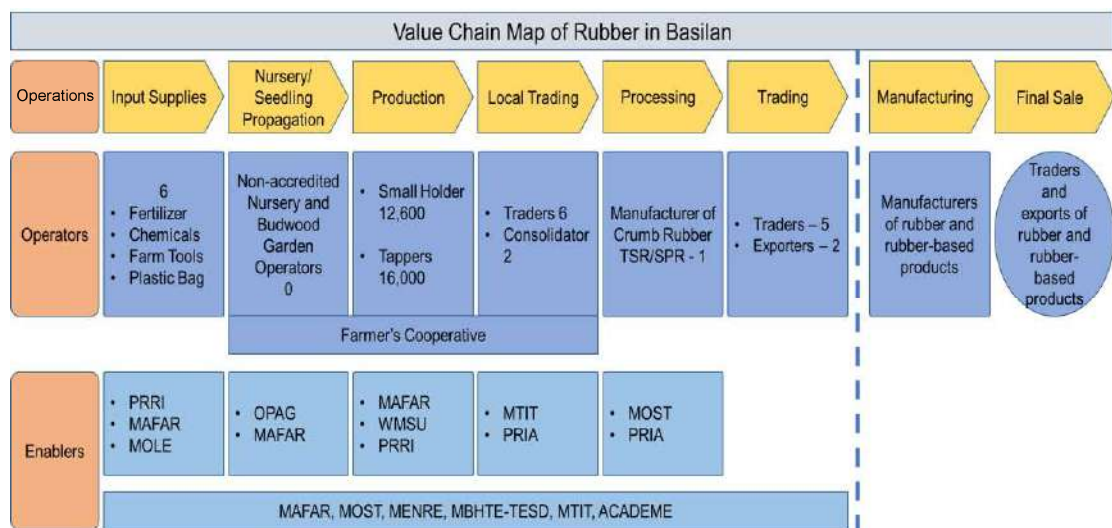 Value Chain Map of Rubber in Basilan
Operations
Input Supplies
Nursery/
Seedling
Propagation
Production
Local Trading
Processing
Trading
Manufacturing
Final Sale
Operators
6
• Fertilizer
• Chemicals
• Farm Tools
• Plastic Bag
Non-accredited
Nursery and
Budwood
Garden
Operators
0
• Small Holder
12,600
• Tappers
16,000
• Traders 6
• Consolidator
2
Manufacturer of
Crumb Rubber
TSR/SPR - 1
• Traders – 5
• Exporters – 2
Manufacturers
of rubber and
rubber-based
products
Traders
and
exports of
rubber and
rubber-
based
products
Farmer's Cooperative
Enablers
• PRRI
• MAFAR
• MOLE
• OPAG
• MAFAR
• MAFAR
• WMSU
• PRRI
• MTIT
• PRIA
• MOST
• PRIA
MAFAR, MOST, MENRE, MBHTE-TESD, MTIT, ACADEME